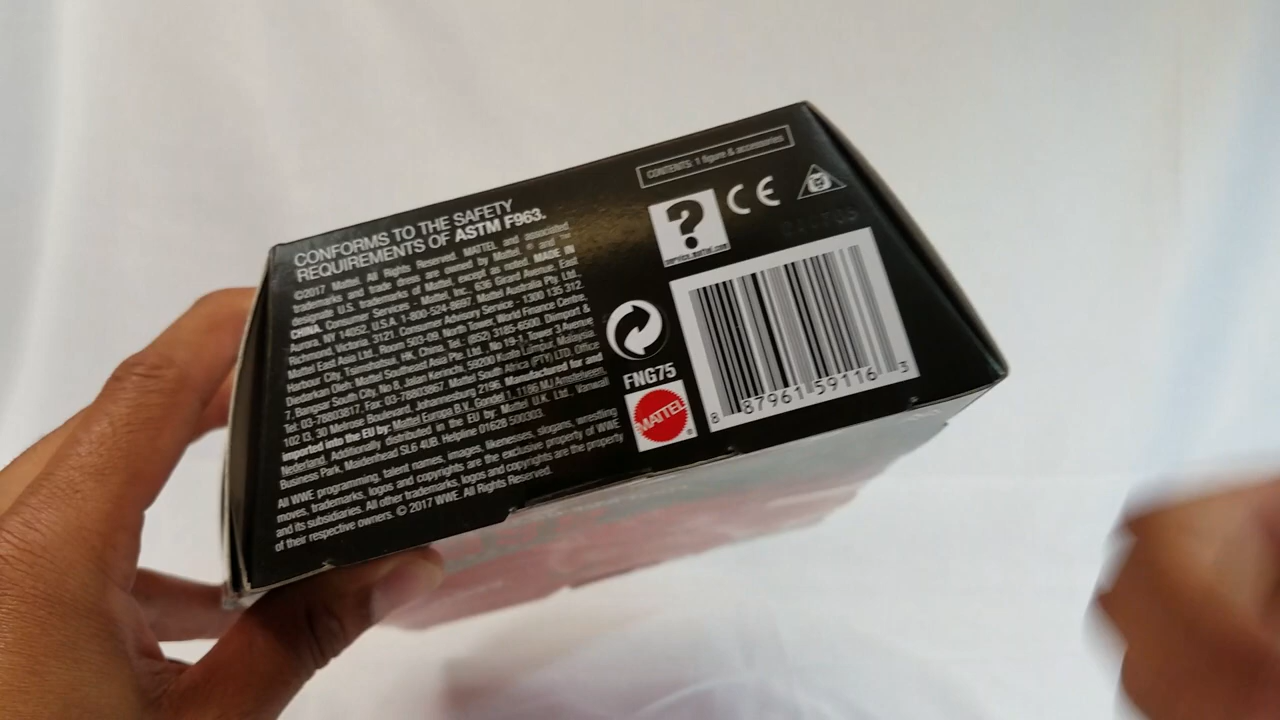 CONTENTS: 1 figure & accessories
CONFORMS TO THE SAFETY
REQUIREMENTS OF ASTM F963.
©2017 Mattel. All Rights Reserved. MATTEL and associated
trademarks and trade dress are owned by Mattel. ® and ™
designate U.S. trademarks of Mattel, except as noted. MADE IN
CHINA. Consumer Services - Mattel, Inc. 636 Girard Avenue, East
Aurora, NY 14052, U.S.A. 1-800-524-8697. Mattel Australia Pty. Ltd.,
Richmond, Victoria. 3121. Consumer Advisory Service - 1300 135 312.
Mattel East Asia Ltd., Room 503-09, North Tower, World Finance Centre,
Harbour City, Tsimshatsui, HK, China. Tel.: (852) 3185-6500. Diimport &
Diedarkan Oleh: Mattel Southeast Asia Pte. Ltd., No 19-1, Tower 3 Avenue
7, Bangsar South City, No 8, Jalan Kerinchi, 59200 Kuala Lumpur, Malaysia.
Tel: 03-78803817, Fax: 03-78803867. Mattel South Africa (PTY) LTD, Office
102 I3, 30 Melrose Boulevard, Johannesburg 2196. Manufactured for and
imported into the EU by: Mattel Europa B.V., Gondel 1, 1186 MJ Amstelveen,
Nederland. Additionally distributed in the EU by: Mattel U.K. Ltd., Vanwall
Business Park, Maidenhead SL6 4UB. Helpline 01628 500303.
All WWE programming, talent names, images, likenesses, slogans, wrestling
moves, trademarks, logos and copyrights are the exclusive property of WWE
and its subsidiaries. All other trademarks, logos and copyrights are the property
of their respective owners. © 2017 WWE. All Rights Reserved.
?
service.mattel.com
CE
FNG75
MATTEL
®
8 87961 59116 3